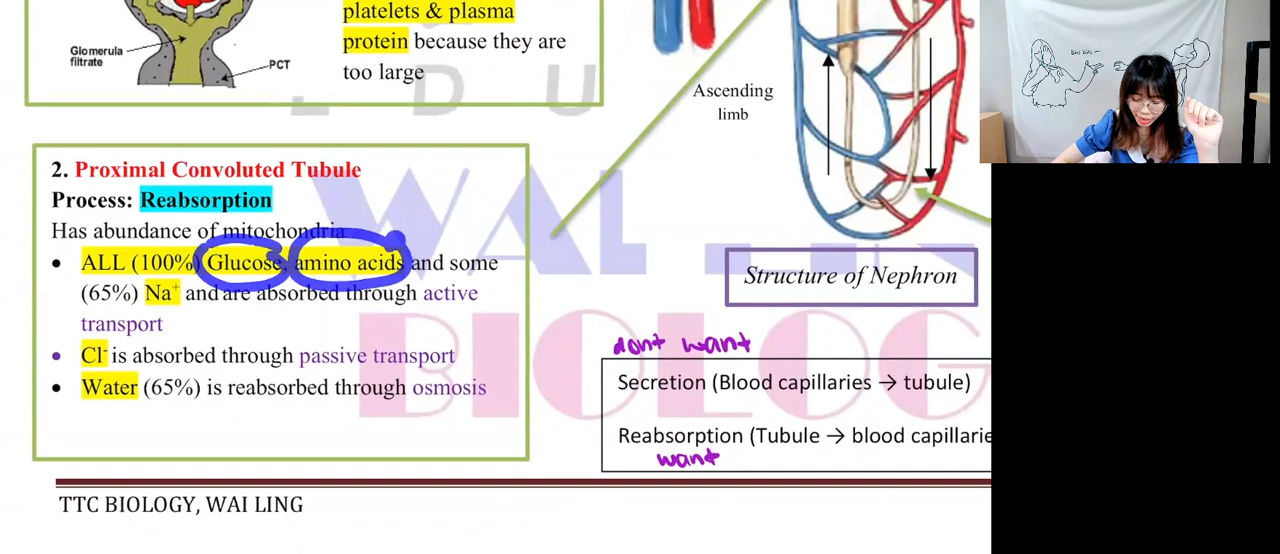 platelets & plasma
protein because they are
too large
Glomerula
filtrate
PCT
Ascending
limb
2. Proximal Convoluted Tubule
Process: Reabsorption
Has abundance of mitochondria
• ALL (100%) Glucose, amino acids and some
(65%) Na⁺ and are absorbed through active
transport
• Cl⁻ is absorbed through passive transport
• Water (65%) is reabsorbed through osmosis
Structure of Nephron
dont want
Secretion (Blood capillaries → tubule)
Reabsorption (Tubule → blood capillarie
want
WAI LIN
BIOLOG
TTC BIOLOGY, WAI LING